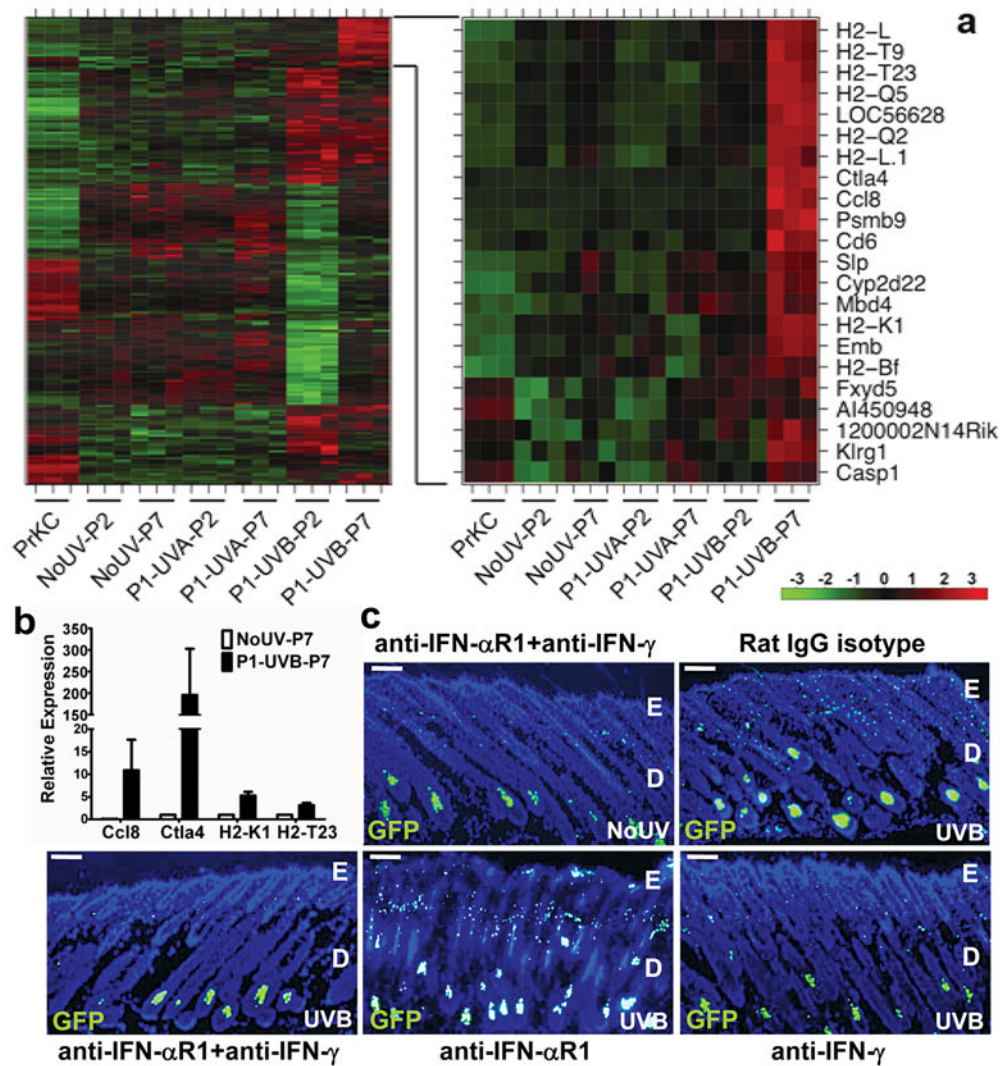 a
H2−L
H2−T9
H2−T23
H2−Q5
LOC56628
H2−Q2
H2−L.1
Ctla4
Ccl8
Psmb9
Cd6
Slp
Cyp2d22
Mbd4
H2−K1
Emb
H2−Bf
Fxyd5
AI450948
1200002N14Rik
Klrg1
Casp1
PrKC
NoUV-P2
NoUV-P7
P1-UVA-P2
P1-UVA-P7
P1-UVB-P2
P1-UVB-P7
PrKC
NoUV-P2
NoUV-P7
P1-UVA-P2
P1-UVA-P7
P1-UVB-P2
P1-UVB-P7
-3 -2 -1 0 1 2 3
b
Relative Expression
350
300
250
200
150
20
15
10
5
0
NoUV-P7
P1-UVB-P7
Ccl8 Ctla4 H2-K1 H2-T23
c
anti-IFN-αR1+anti-IFN-γ
E
D
GFP
NoUV
Rat IgG isotype
E
D
GFP
UVB
E
D
GFP
UVB
anti-IFN-αR1+anti-IFN-γ
E
D
GFP
UVB
anti-IFN-αR1
E
D
GFP
UVB
anti-IFN-γ